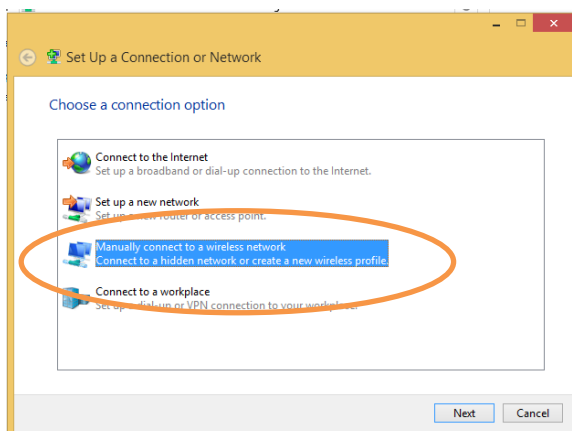 Set Up a Connection or Network
Choose a connection option
Connect to the Internet
Set up a broadband or dial-up connection to the Internet.
Set up a new network
Set up a new router or access point.
Manually connect to a wireless network
Connect to a hidden network or create a new wireless profile.
Connect to a workplace
Set up a dial-up or VPN connection to your workplace.
Next Cancel